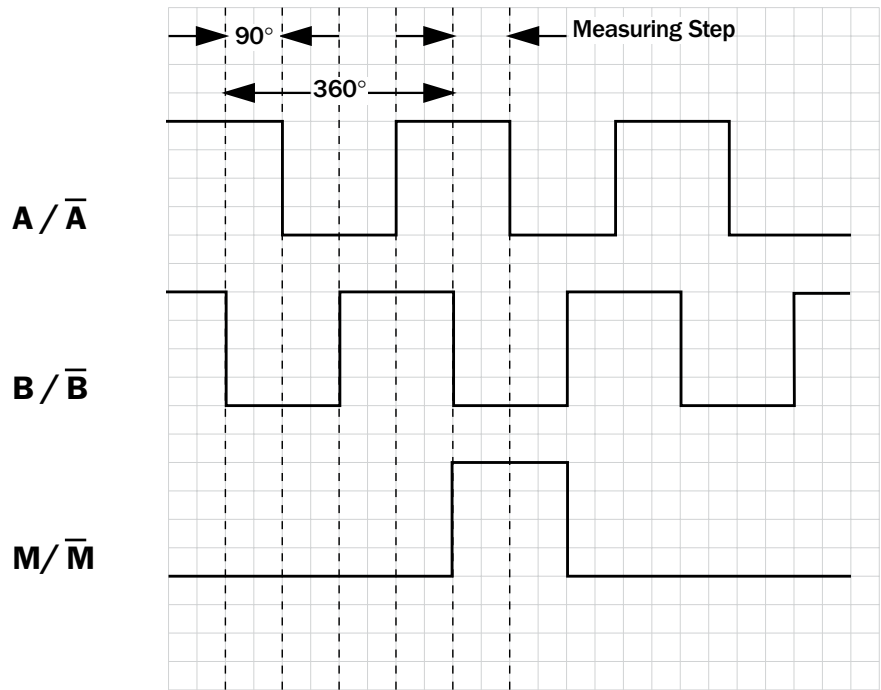 90°
Measuring Step
360°
A / A̅
B / B̅
M/ M̅